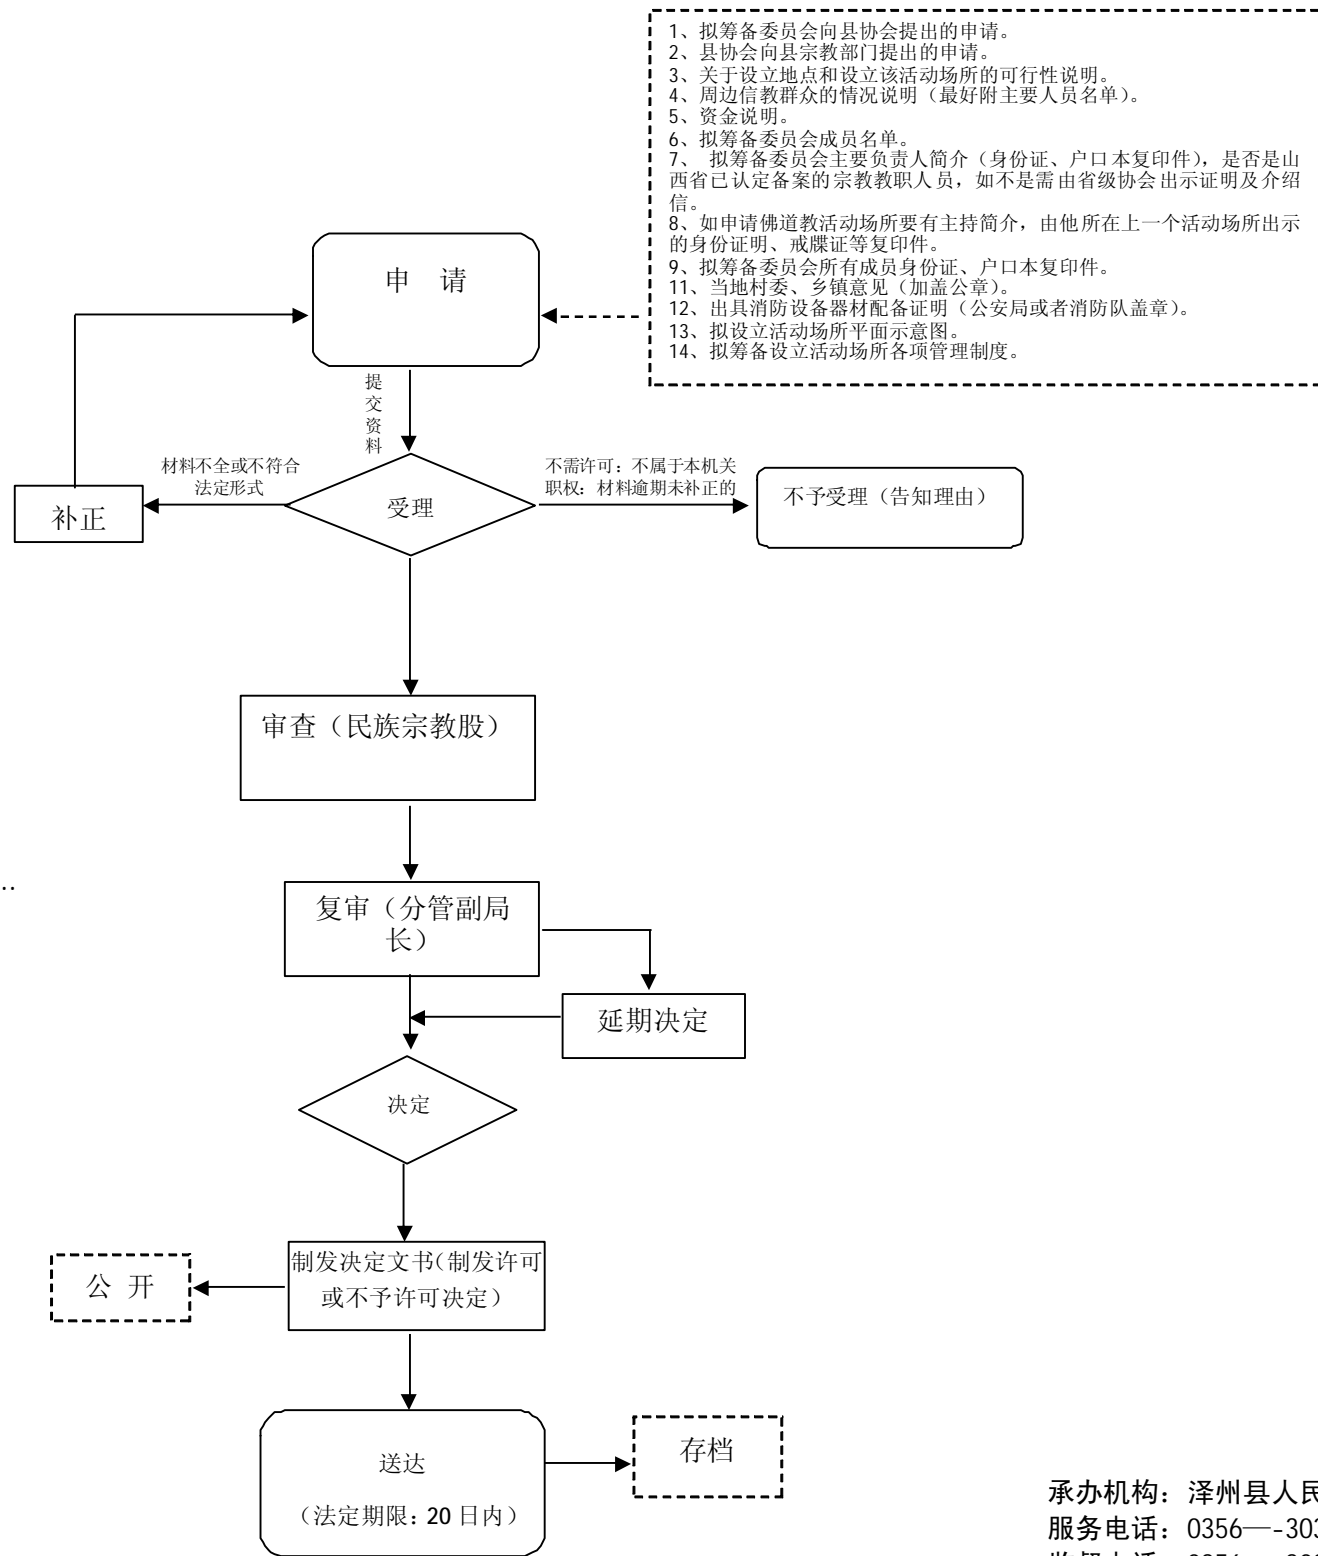 1、拟筹备委员会向县协会提出的申请。
2、县协会向县宗教部门提出的申请。
3、关于设立地点和设立该活动场所的可行性说明。
4、周边信教群众的情况说明（最好附主要人员名单）。
5、资金说明。
6、拟筹备委员会成员名单。
7、 拟筹备委员会主要负责人简介（身份证、户口本复印件），是否是山
西省已认定备案的宗教教职人员，如不是需由省级协会出示证明及介绍
信。
8、如申请佛道教活动场所要有主持简介，由他所在上一个活动场所出示
的身份证明、戒牒证等复印件。
9、拟筹备委员会所有成员身份证、户口本复印件。
11、当地村委、乡镇意见（加盖公章）。
12、出具消防设备器材配备证明（公安局或者消防队盖章）。
13、拟设立活动场所平面示意图。
14、拟筹备设立活动场所各项管理制度。
申 请
提
交
资
料
材料不全或不符合
法定形式
补正
受理
不需许可：不属于本机关
职权：材料逾期未补正的
不予受理（告知理由）
审查（民族宗教股）
..
复审（分管副局
长）
延期决定
决定
制发决定文书（制发许可
或不予许可决定）
公 开
送达
（法定期限：20 日内）
存档
承办机构：泽州县人民
服务电话：0356—-303